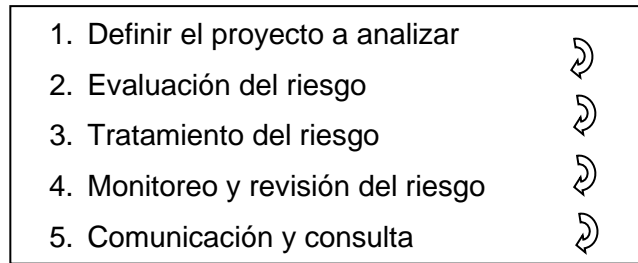 1. Definir el proyecto a analizar
2. Evaluación del riesgo
3. Tratamiento del riesgo
4. Monitoreo y revisión del riesgo
5. Comunicación y consulta